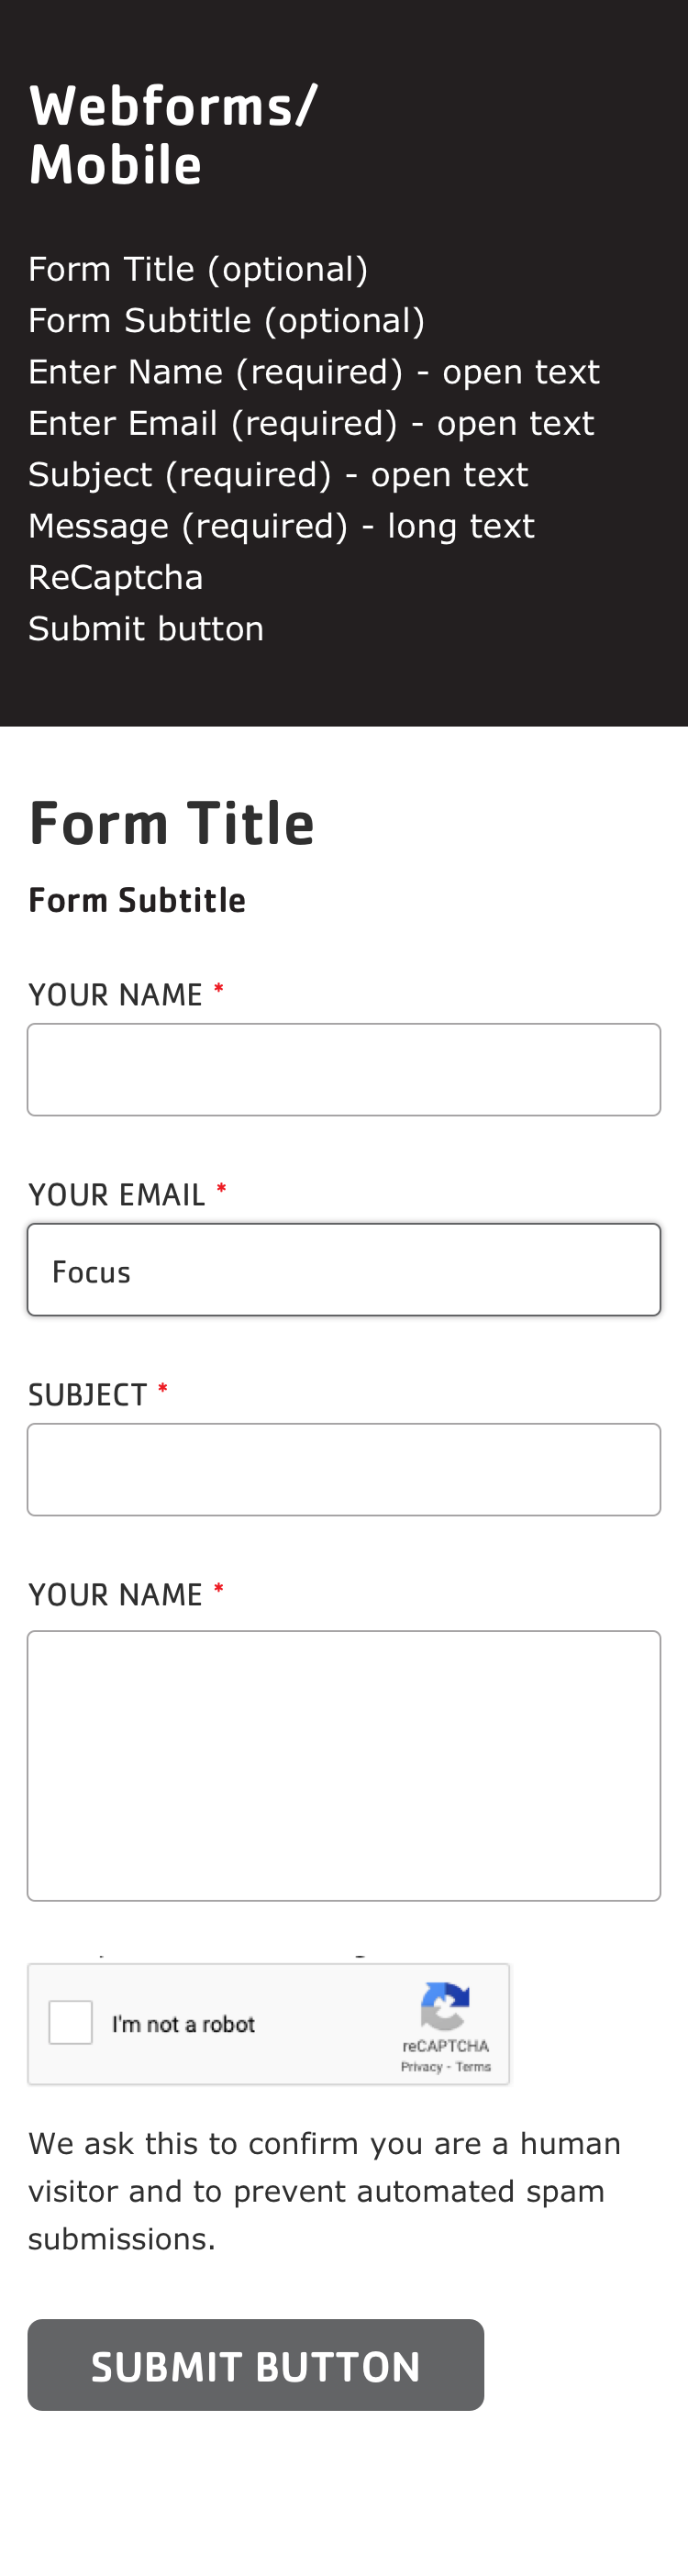 Webforms/
Mobile
Form Title (optional)
Form Subtitle (optional)
Enter Name (required) - open text
Enter Email (required) - open text
Subject (required) - open text
Message (required) - long text
ReCaptcha
Submit button
Form Title
Form Subtitle
YOUR NAME *
YOUR EMAIL *
Focus
SUBJECT *
YOUR NAME *
I'm not a robot
reCAPTCHA
Privacy - Terms
We ask this to confirm you are a human
visitor and to prevent automated spam
submissions.
SUBMIT BUTTON